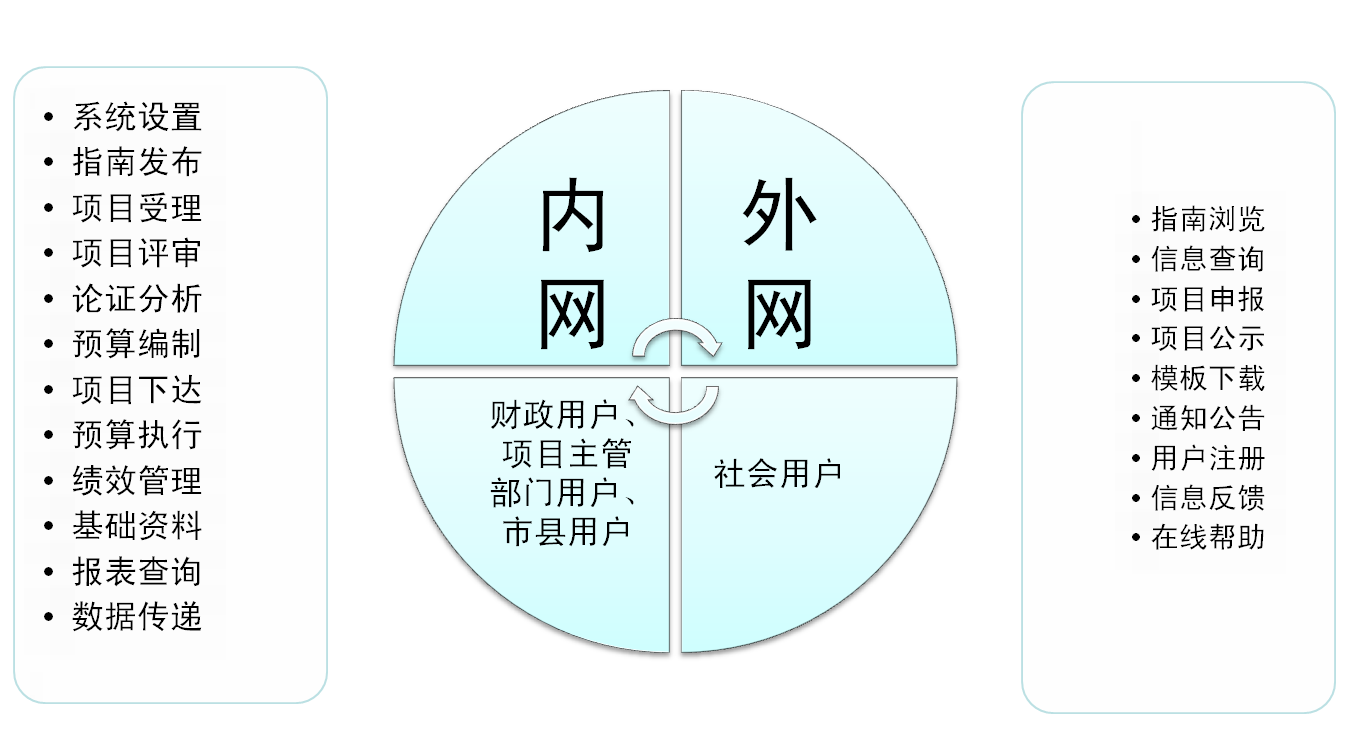 • 系统设置
• 指南发布
• 项目受理
• 项目评审
• 论证分析
• 预算编制
• 项目下达
• 预算执行
• 绩效管理
• 基础资料
• 报表查询
• 数据传递
内
网
外
网
财政用户、
项目主管
部门用户、
市县用户
社会用户
• 指南浏览
• 信息查询
• 项目申报
• 项目公示
• 模板下载
• 通知公告
• 用户注册
• 信息反馈
• 在线帮助